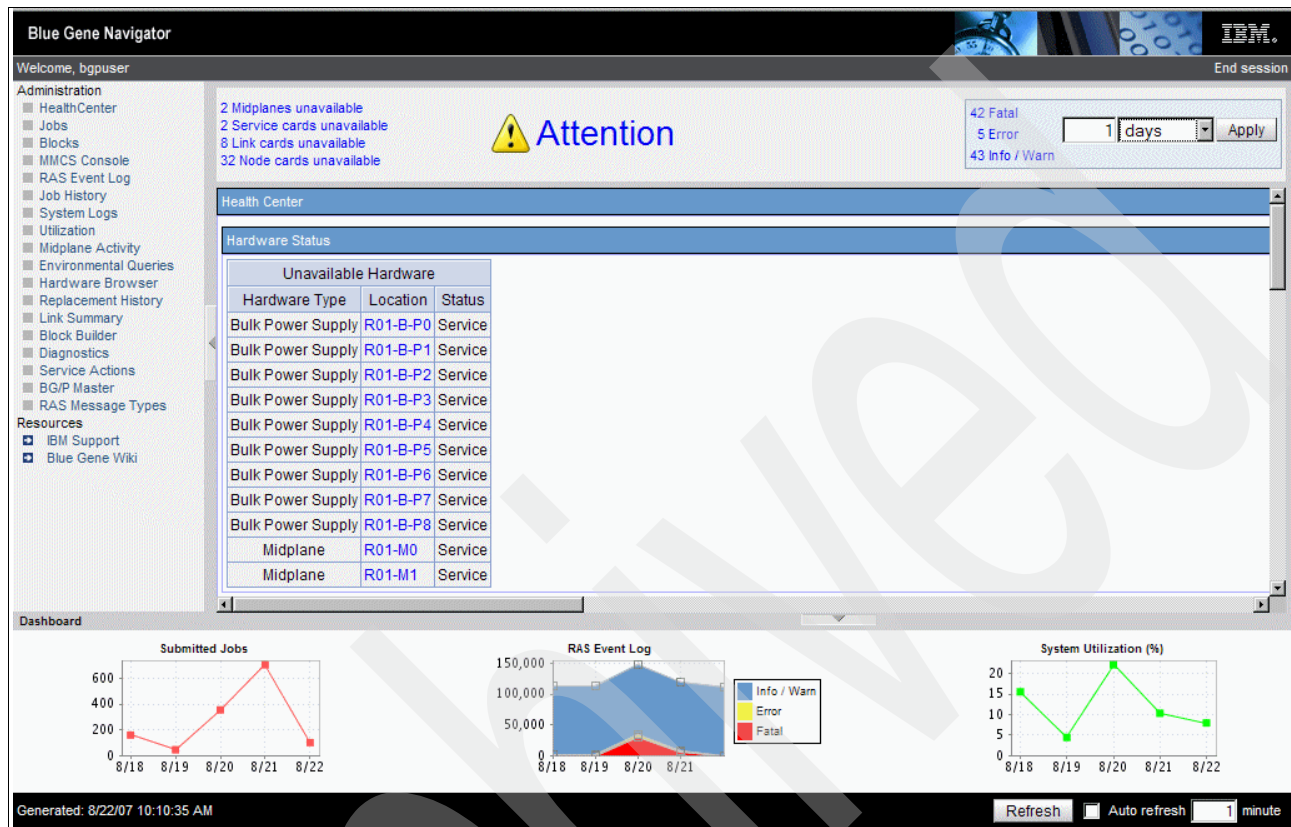 Blue Gene Navigator
IBM.
Welcome, bgpuser
End session
Administration
HealthCenter
Jobs
Blocks
MMCS Console
RAS Event Log
Job History
System Logs
Utilization
Midplane Activity
Environmental Queries
Hardware Browser
Replacement History
Link Summary
Block Builder
Diagnostics
Service Actions
BG/P Master
RAS Message Types
Resources
IBM Support
Blue Gene Wiki
2 Midplanes unavailable
2 Service cards unavailable
8 Link cards unavailable
32 Node cards unavailable
Attention
42 Fatal
5 Error
43 Info / Warn
1 days Apply
Health Center
Hardware Status
Unavailable Hardware
Hardware Type Location Status
Bulk Power Supply R01-B-P0 Service
Bulk Power Supply R01-B-P1 Service
Bulk Power Supply R01-B-P2 Service
Bulk Power Supply R01-B-P3 Service
Bulk Power Supply R01-B-P4 Service
Bulk Power Supply R01-B-P5 Service
Bulk Power Supply R01-B-P6 Service
Bulk Power Supply R01-B-P7 Service
Bulk Power Supply R01-B-P8 Service
Midplane R01-M0 Service
Midplane R01-M1 Service
Dashboard
Submitted Jobs
600
400
200
0
8/18 8/19 8/20 8/21 8/22
RAS Event Log
150,000
100,000
50,000
0
8/18 8/19 8/20 8/21
Info / Warn
Error
Fatal
System Utilization (%)
20
15
10
5
0
8/18 8/19 8/20 8/21 8/22
Generated: 8/22/07 10:10:35 AM
Refresh Auto refresh 1 minute